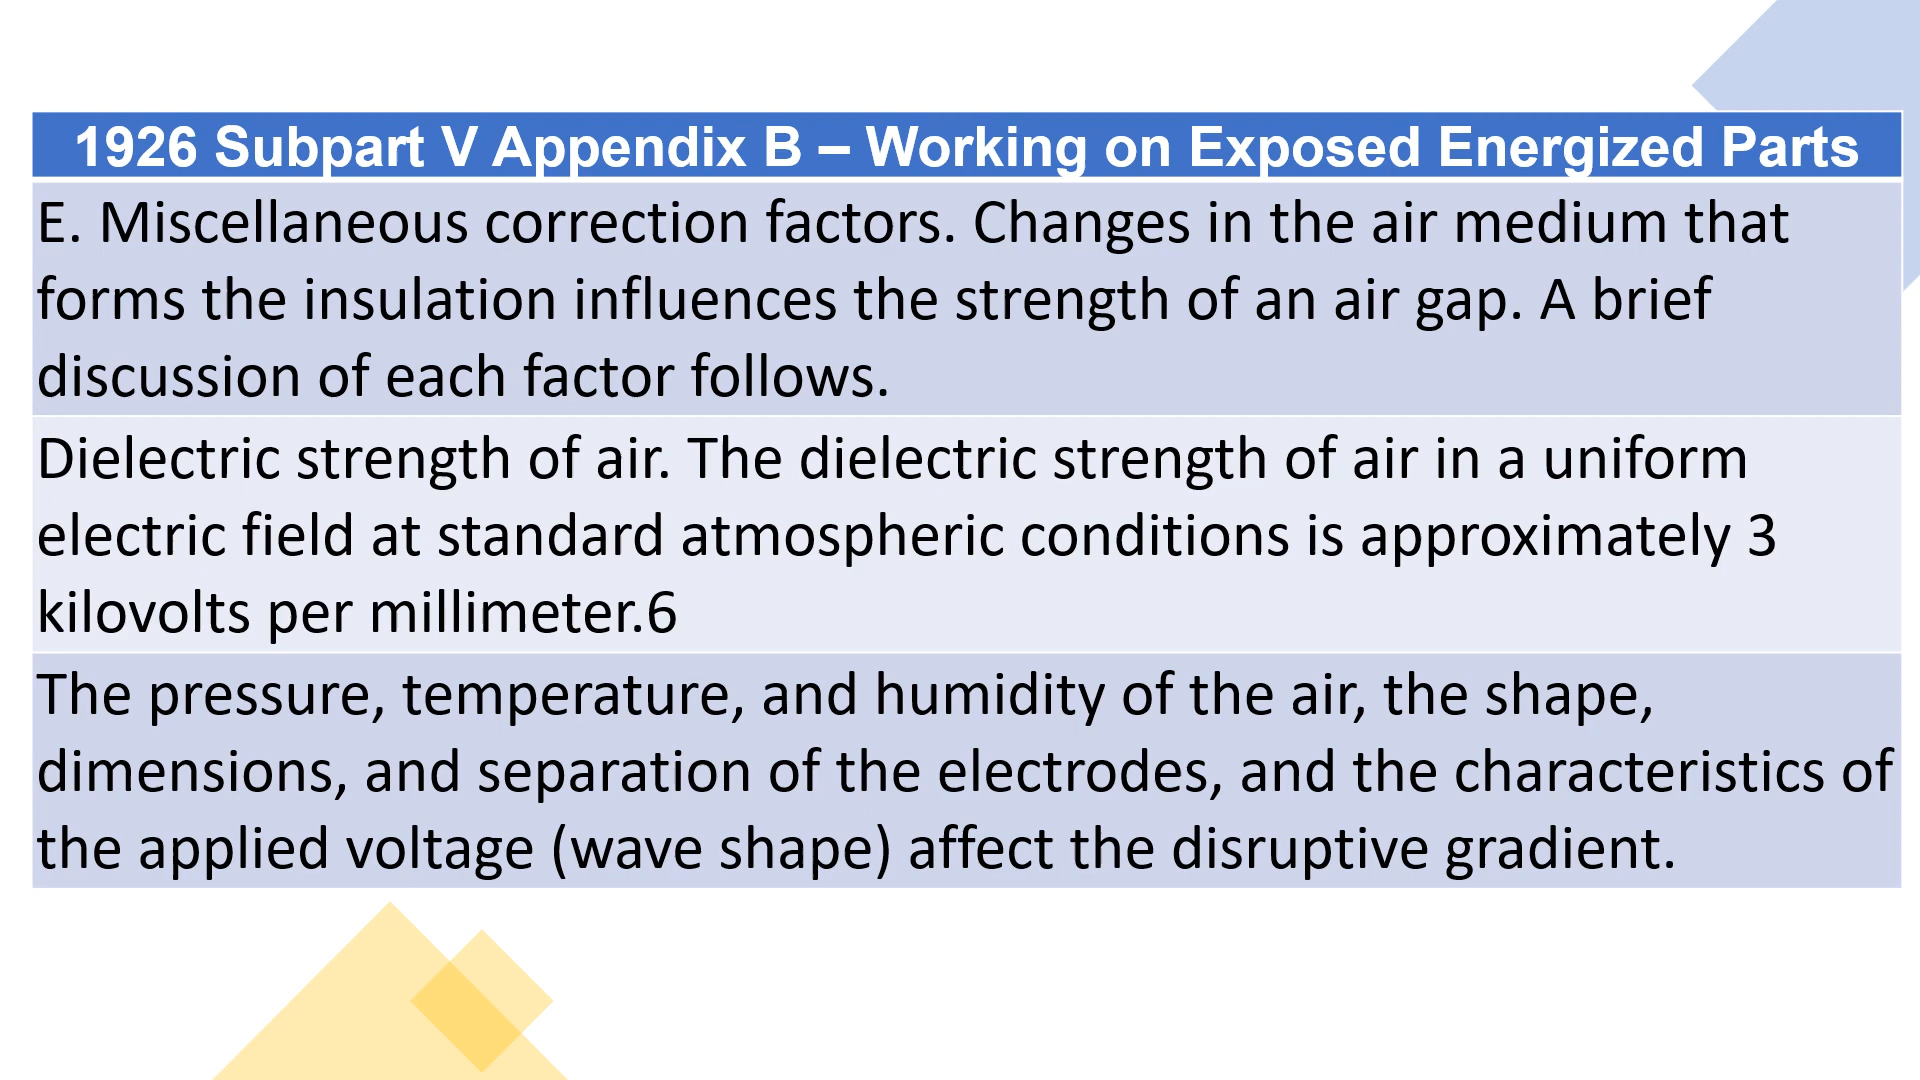 1926 Subpart V Appendix B – Working on Exposed Energized Parts
E. Miscellaneous correction factors. Changes in the air medium that
forms the insulation influences the strength of an air gap. A brief
discussion of each factor follows.
Dielectric strength of air. The dielectric strength of air in a uniform
electric field at standard atmospheric conditions is approximately 3
kilovolts per millimeter.6
The pressure, temperature, and humidity of the air, the shape,
dimensions, and separation of the electrodes, and the characteristics of
the applied voltage (wave shape) affect the disruptive gradient.